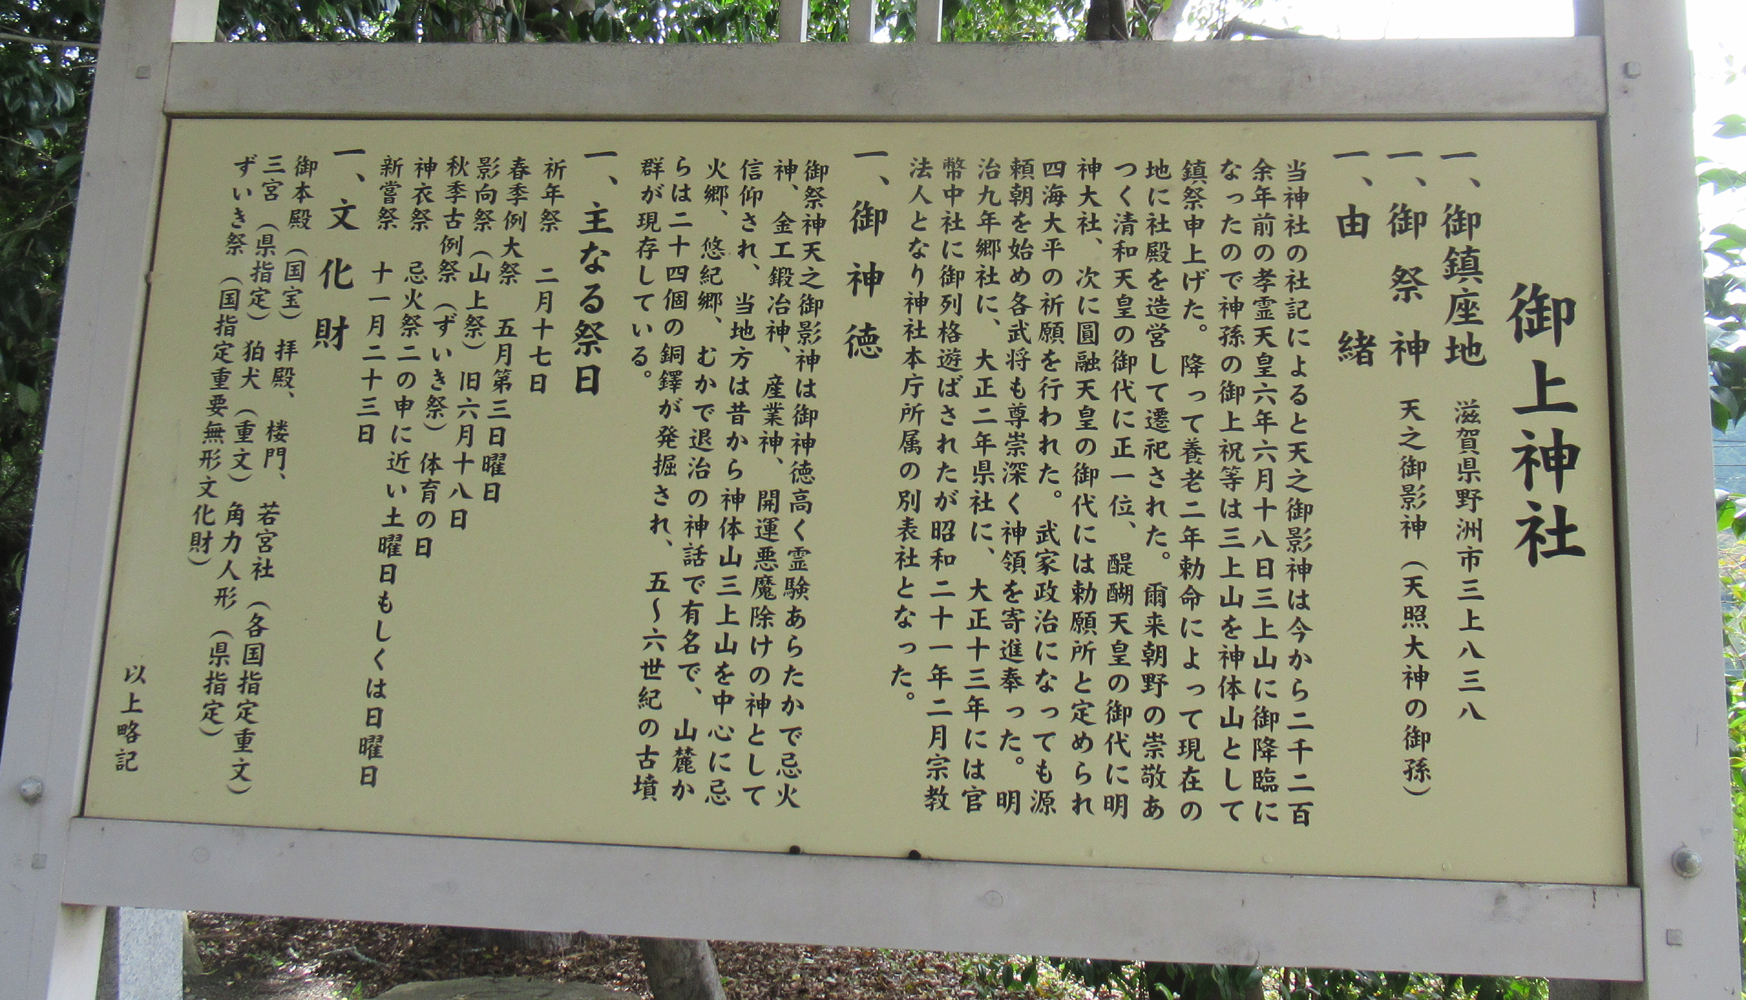 御上神社
一、御鎮座地 滋賀県野洲市三上八三八
一、御祭神 天之御影神(天照大神の御孫)
一、由緒
当神社の社記によると天之御影神は今から二千二百
余年前の孝霊天皇六年六月十八日三上山に御降臨に
なったので神孫の御上祝等は三上山を神体山として
鎮祭申上げた。降って養老二年勅命によって現在の
地に社殿を造営して遷祀された。爾来朝野の崇敬あ
つく清和天皇の御代に正一位、醍醐天皇の御代に明
神大社、次に圓融天皇の御代には勅願所と定められ
四海大平の祈願を行われた。武家政治になっても源
頼朝を始め各武将も尊崇深く神領を寄進奉った。明
治九年郷社に、大正二年県社に、大正十三年には官
幣中社に御列格遊ばされたが昭和二十一年二月宗教
法人となり神社本庁所属の別表社となった。
一、御神徳
御祭神天之御影神は御神徳高く霊験あらたかで忌火
神、金工鍛冶神、産業神、開運悪魔除けの神として
信仰され、当地方は昔から神体山三上山を中心に忌
火郷、悠紀郷、むかで退治の神話で有名で、山麓か
らは二十四個の銅鐸が発掘され、五〜六世紀の古墳
群が現存している。
一、主なる祭日
祈年祭 二月十七日
春季例大祭 五月第三日曜日
影向祭(山上祭)旧六月十八日
秋季古例祭(ずいき祭)体育の日
神衣祭 忌火祭二の申に近い土曜日もしくは日曜日
新嘗祭 十一月二十三日
一、文化財
御本殿(国宝)拝殿、楼門、若宮社(各国指定重文)
三宮(県指定)狛犬(重文)角力人形(県指定)
ずいき祭(国指定重要無形文化財)
以上略記